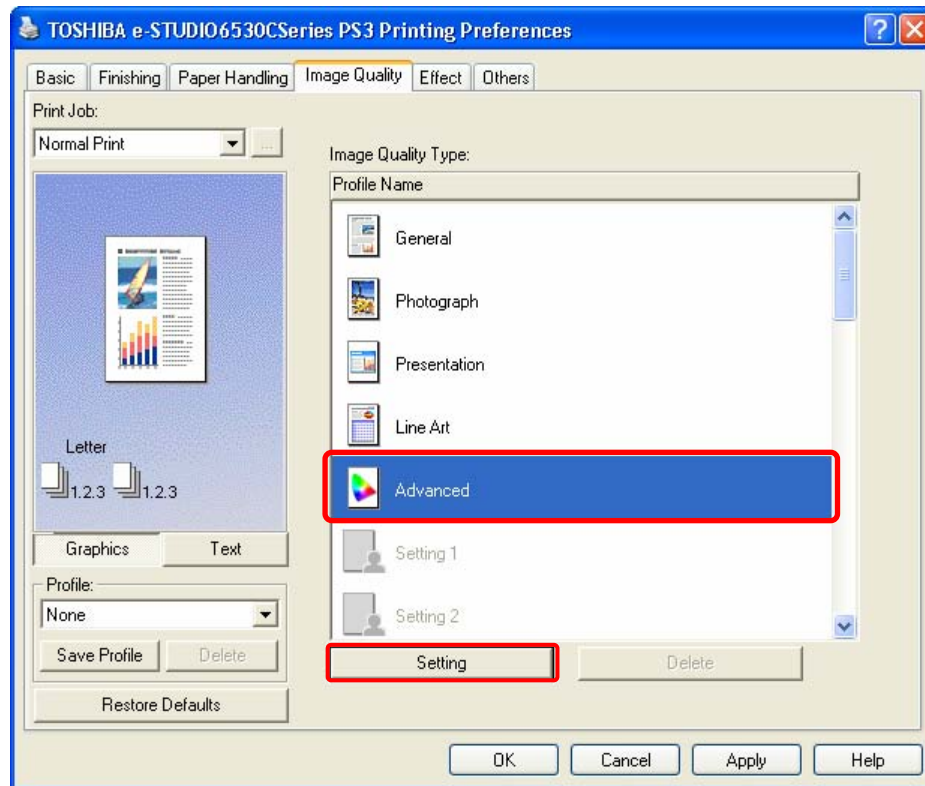 TOSHIBA e-STUDIO6530CSeries PS3 Printing Preferences
Basic Finishing Paper Handling Image Quality Effect Others
Print Job:
Normal Print ...
Image Quality Type:
Profile Name
General
Photograph
Presentation
Line Art
Advanced
Setting 1
Setting 2
Setting Delete
Letter
1.2.3 1.2.3
Graphics Text
Profile:
None
Save Profile Delete
Restore Defaults
OK Cancel Apply Help